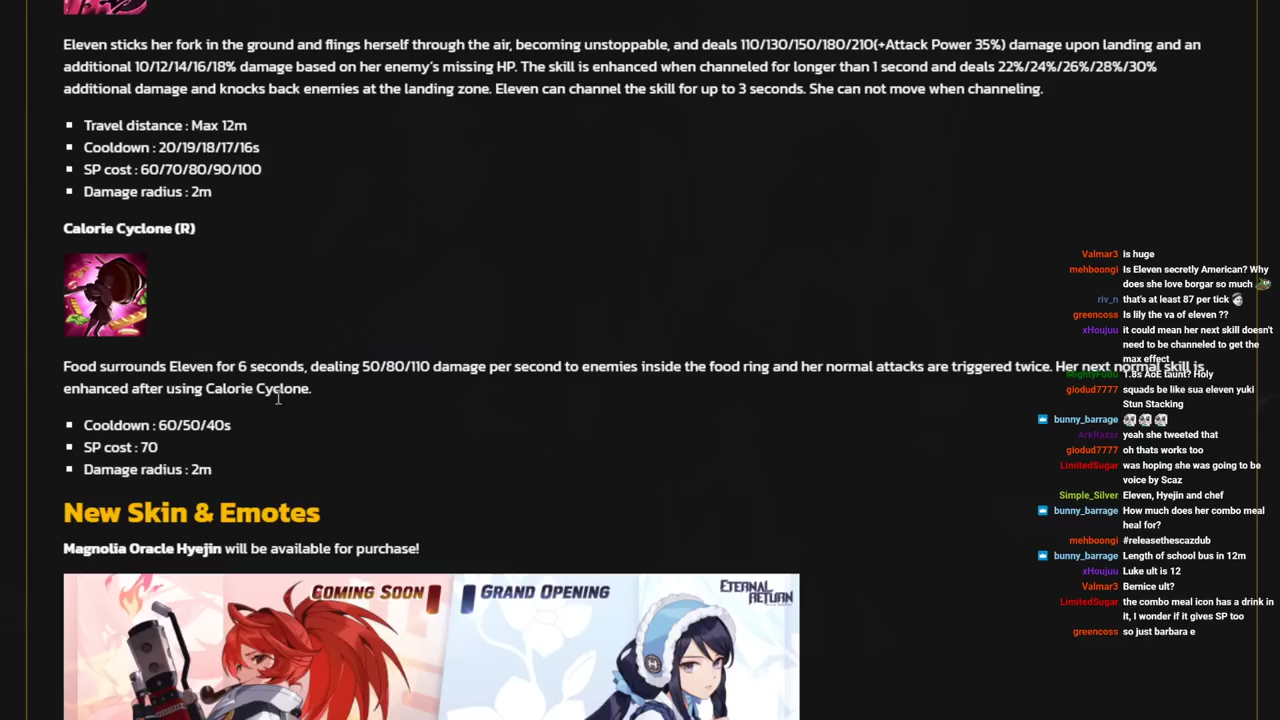 Eleven sticks her fork in the ground and flings herself through the air, becoming unstoppable, and deals 110/130/150/180/210(+Attack Power 35%) damage upon landing and an
additional 10/12/14/16/18% damage based on her enemy's missing HP. The skill is enhanced when channeled for longer than 1 second and deals 22%/24%/26%/28%/30%
additional damage and knocks back enemies at the landing zone. Eleven can channel the skill for up to 3 seconds. She can not move when channeling.
Travel distance : Max 12m
Cooldown : 20/19/18/17/16s
SP cost : 60/70/80/90/100
Damage radius : 2m
Calorie Cyclone (R)
Food surrounds Eleven for 6 seconds, dealing 50/80/110 damage per second to enemies inside the food ring and her normal attacks are triggered twice. Her next normal skill is
enhanced after using Calorie Cyclone.
Cooldown : 60/50/40s
SP cost : 70
Damage radius : 2m
New Skin & Emotes
Magnolia Oracle Hyejin will be available for purchase!
COMING SOON
GRAND OPENING
ETERNAL
RETURN
Valmar3 is huge
mehboongi Is Eleven secretly American? Why
does she love borgar so much
riv_n that's at least 87 per tick
greencoss Is lily the va of eleven ??
xHoujuu it could mean her next skill doesn't
need to be channeled to get the
max effect
MightyFubu 1.8s AoE taunt? Holy
giodud7777 squads be like sua eleven yuki
Stun Stacking
bunny_barrage
ArkRazor yeah she tweeted that
giodud7777 oh thats works too
LimitedSugar was hoping she was going to be
voice by Scaz
Simple_Silver Eleven, Hyejin and chef
bunny_barrage How much does her combo meal
heal for?
mehboongi #releasethescazdub
bunny_barrage Length of school bus in 12m
xHoujuu Luke ult is 12
Valmar3 Bernice ult?
LimitedSugar the combo meal icon has a drink in
it, I wonder if it gives SP too
greencoss so just barbara e